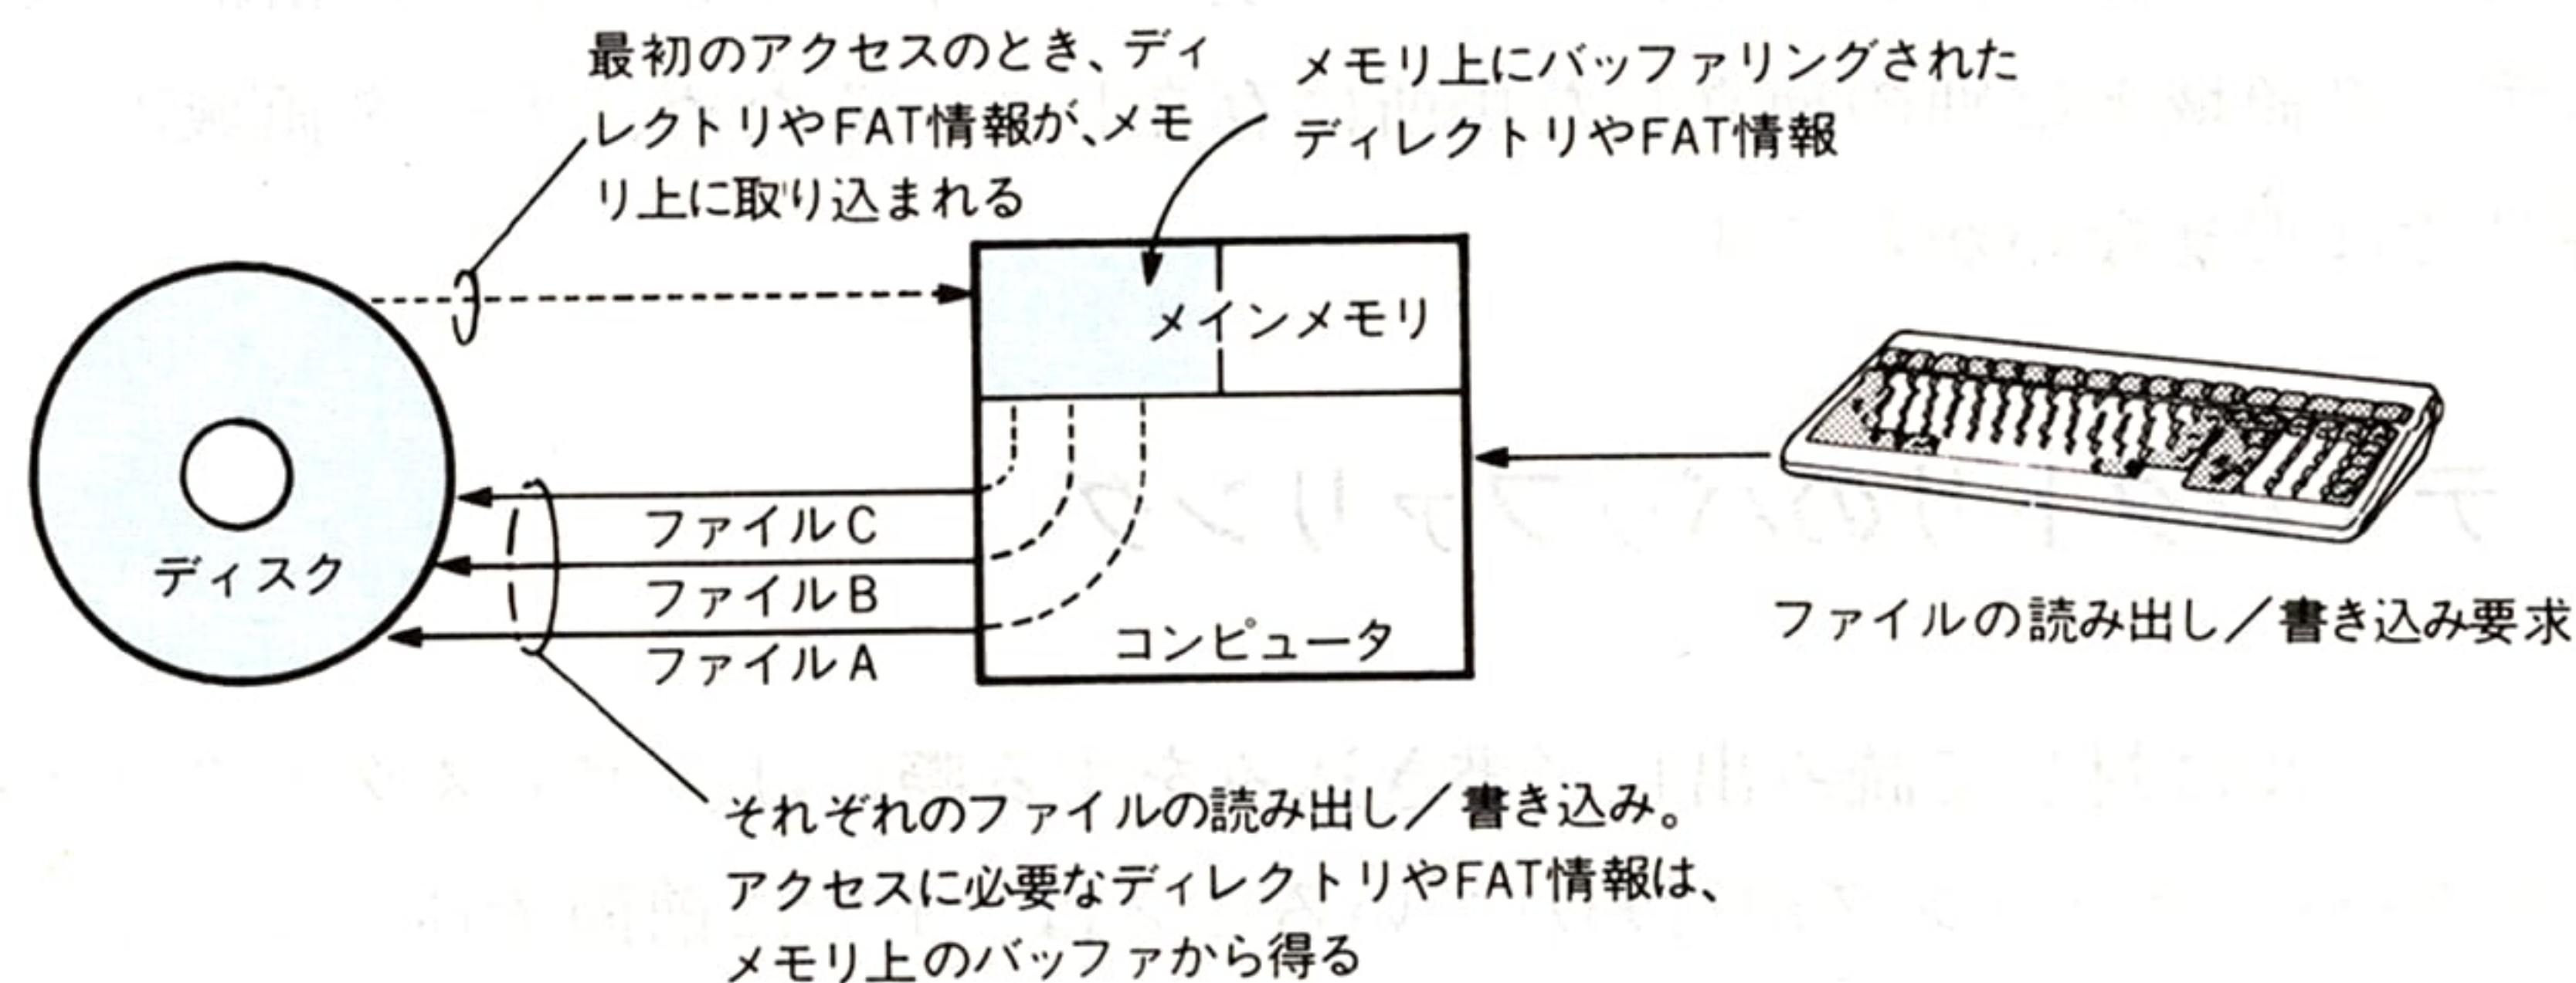 最初のアクセスのとき、ディ
レクトリやFAT情報が、メモ
リ上に取り込まれる
メモリ上にバッファリングされた
ディレクトリやFAT情報
メインメモリ
ディスク
ファイルC
ファイルB
ファイルA
コンピュータ
ファイルの読み出し／書き込み要求
それぞれのファイルの読み出し／書き込み。
アクセスに必要なディレクトリやFAT情報は、
メモリ上のバッファから得る